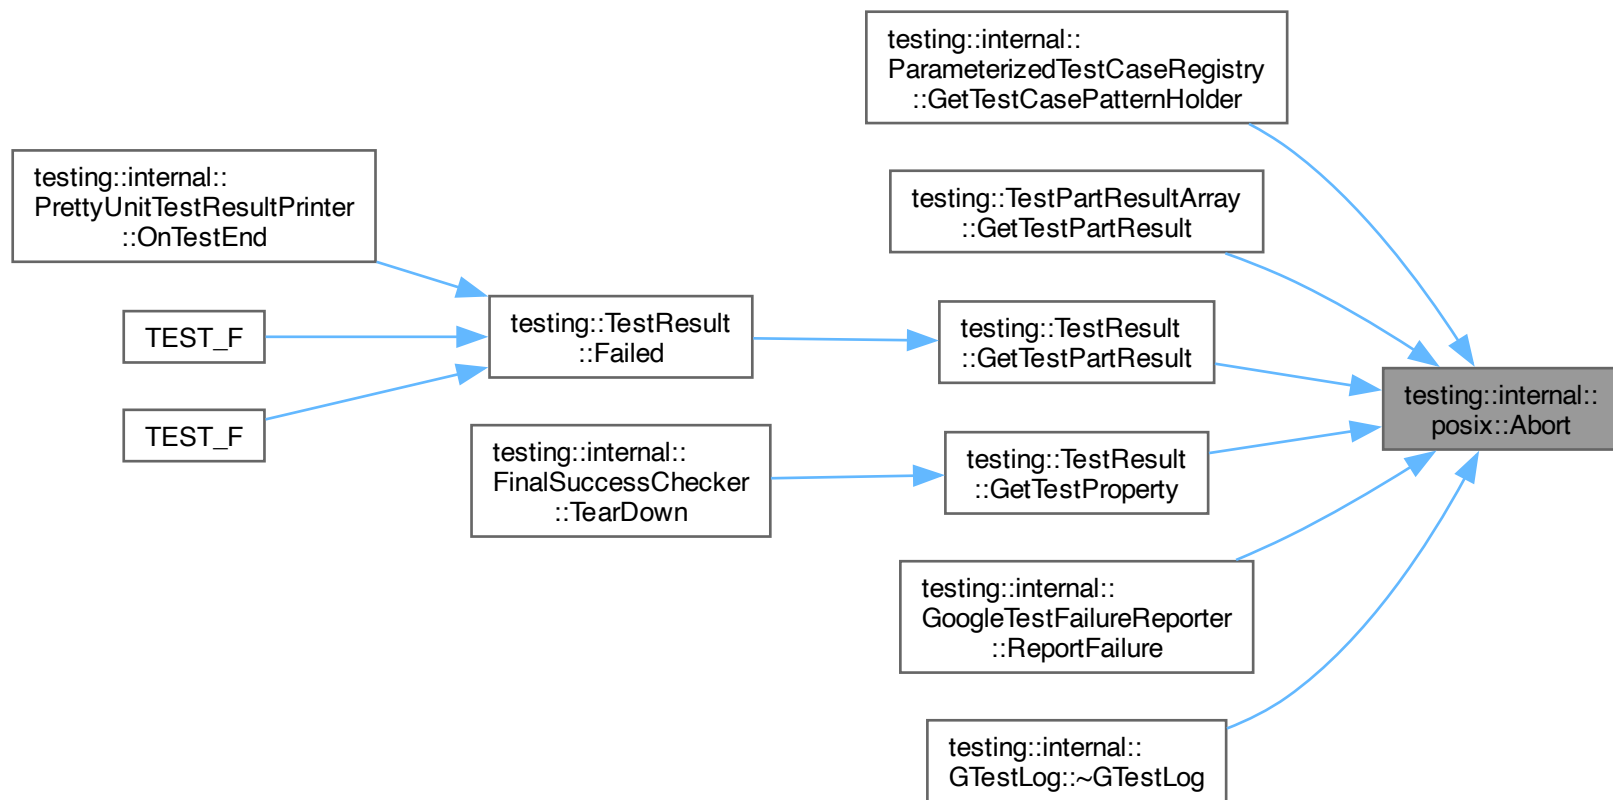 testing::internal::
ParameterizedTestCaseRegistry
::GetTestCasePatternHolder
testing::internal::
PrettyUnitTestResultPrinter
::OnTestEnd
testing::TestPartResultArray
::GetTestPartResult
TEST_F
testing::TestResult
::Failed
testing::TestResult
::GetTestPartResult
testing::internal::
posix::Abort
TEST_F
testing::internal::
FinalSuccessChecker
::TearDown
testing::TestResult
::GetTestProperty
testing::internal::
GoogleTestFailureReporter
::ReportFailure
testing::internal::
GTestLog::~GTestLog